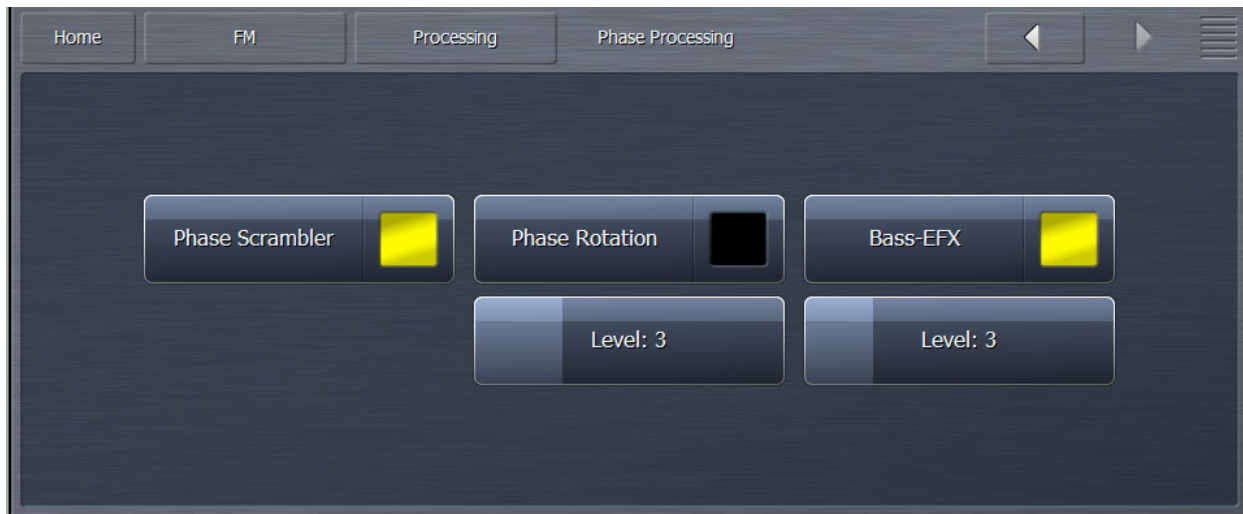 Home FM Processing Phase Processing
Phase Scrambler Phase Rotation Bass-EFX
Level: 3 Level: 3